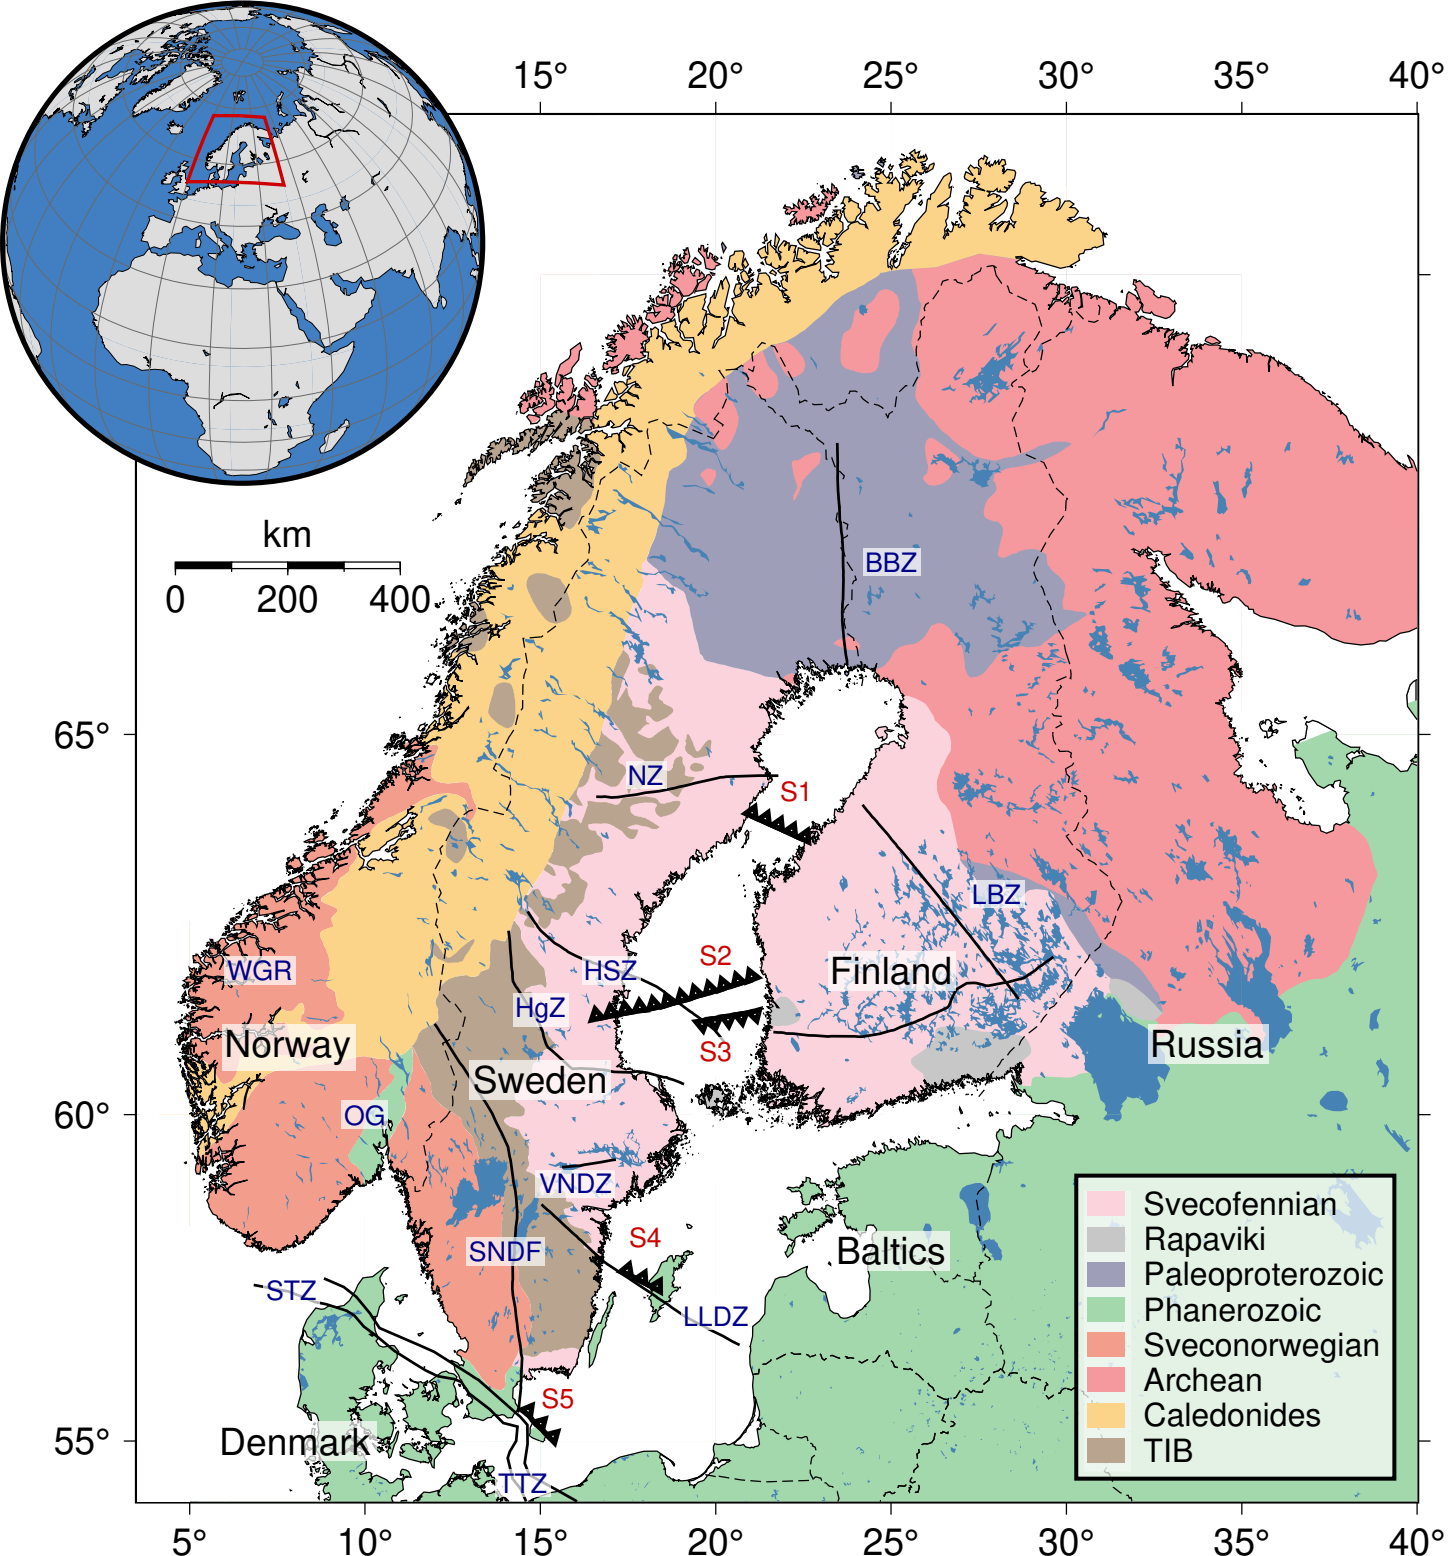 15° 20° 25° 30° 35° 40°
km
0 200 400
BBZ
65°
NZ
S1
LBZ
S2
WGR
HSZ
Finland
HgZ
Norway
S3
Russia
Sweden
OG
60°
VNDZ
Svecofennian
S4
Rapaviki
SNDF
Baltics
Paleoproterozoic
STZ
Phanerozoic
LLDZ
Sveconorwegian
Archean
S5
Caledonides
55°
Denmark
TIB
TTZ
5° 10° 15° 20° 25° 30° 35° 40°